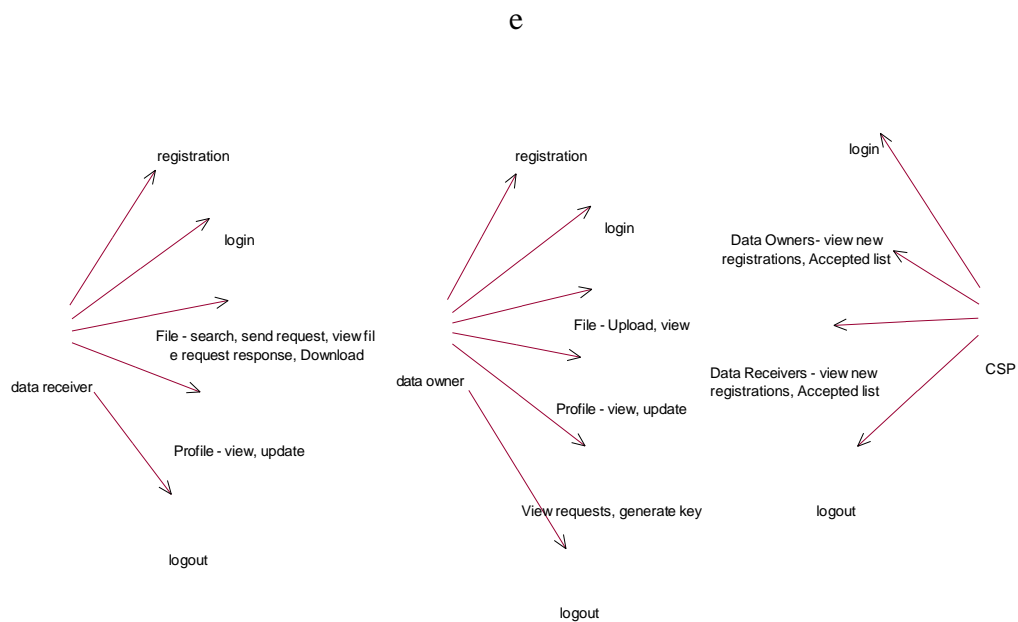 e
registration
login
File - search, send request, view fil
e request response, Download
data receiver
Profile - view, update
logout
registration
login
File - Upload, view
data owner
Profile - view, update
View requests, generate key
logout
login
Data Owners- view new
registrations, Accepted list
Data Receivers - view new
registrations, Accepted list
CSP
logout